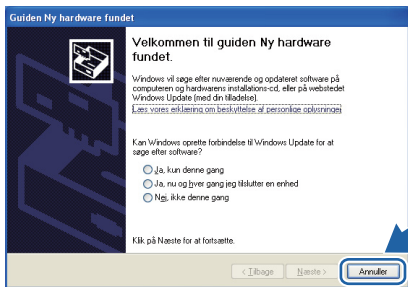 Guiden Ny hardware fundet
Velkommen til guiden Ny hardware
fundet.
Windows vil søge efter nuværende og opdateret software på
computeren og hardwarens installations-cd, eller på webstedet
Windows Update (med din tilladelse).
Læs vores erklæring om beskyttelse af personlige oplysninger
Kan Windows oprette forbindelse til Windows Update for at
søge efter software?
Ja, kun denne gang
Ja, nu og hver gang jeg tilslutter en enhed
Nej, ikke denne gang
Klik på Næste for at fortsætte.
< Tilbage
Næste >
Annuller